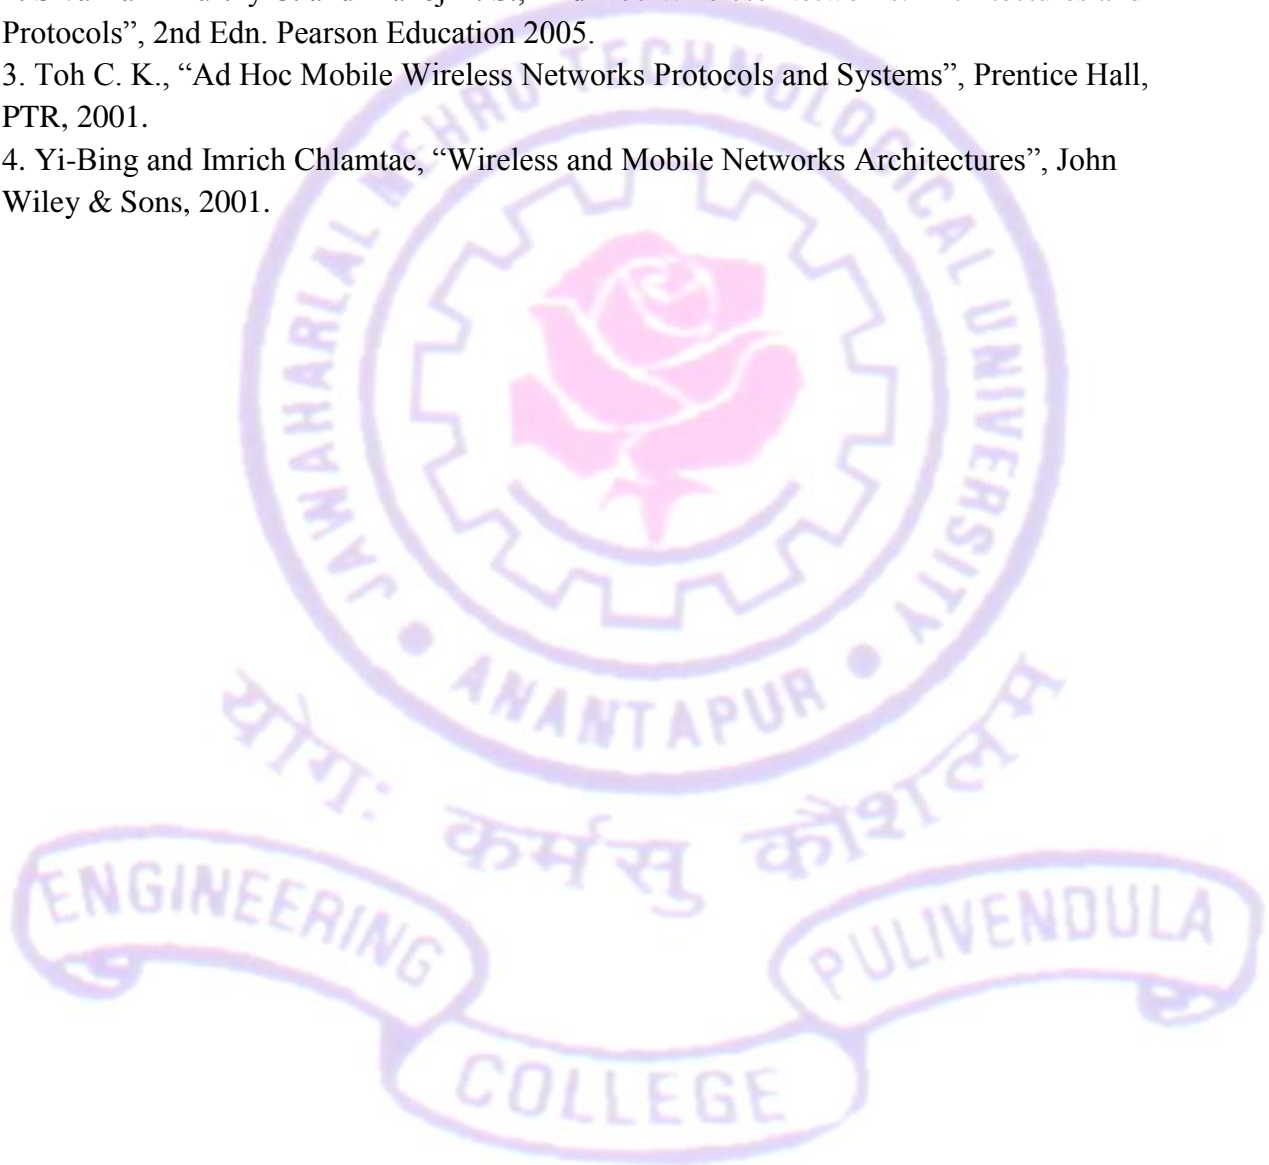 Protocols”, 2nd Edn. Pearson Education 2005.
3. Toh C. K., “Ad Hoc Mobile Wireless Networks Protocols and Systems”, Prentice Hall,
PTR, 2001.
4. Yi-Bing and Imrich Chlamtac, “Wireless and Mobile Networks Architectures”, John
Wiley & Sons, 2001.
JAWAHARLAL NEHRU TECHNOLOGICAL UNIVERSITY
ANANTAPUR
योगः कर्मसु कौशलम
ENGINEERING
COLLEGE
PULIVENDULA